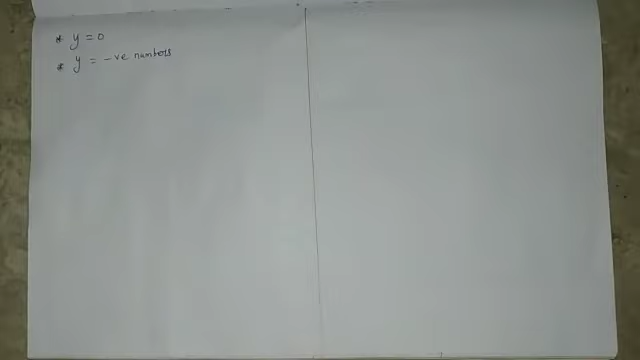 * y = 0
* y = -ve numbers